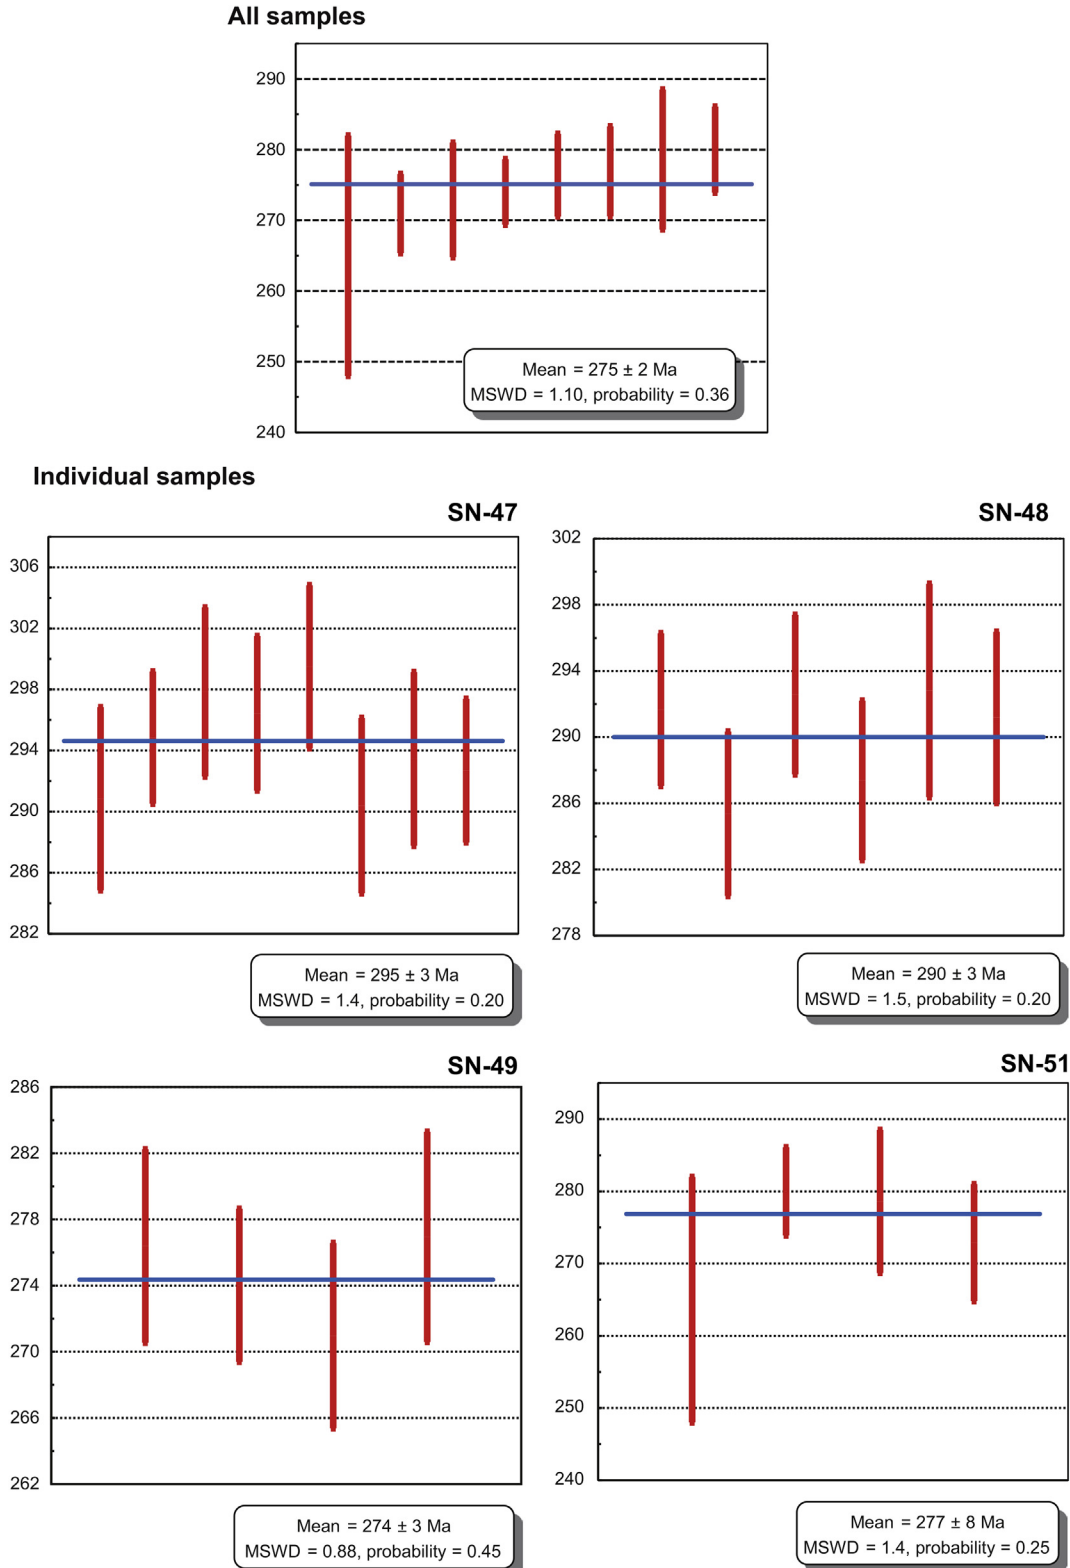 All samples
290
280
270
260
250
240
Mean = 275 ± 2 Ma
MSWD = 1.10, probability = 0.36
Individual samples
SN-47
306
302
298
294
290
286
282
Mean = 295 ± 3 Ma
MSWD = 1.4, probability = 0.20
SN-48
302
298
294
290
286
282
278
Mean = 290 ± 3 Ma
MSWD = 1.5, probability = 0.20
SN-49
286
282
278
274
270
266
262
Mean = 274 ± 3 Ma
MSWD = 0.88, probability = 0.45
SN-51
290
280
270
260
250
240
Mean = 277 ± 8 Ma
MSWD = 1.4, probability = 0.25